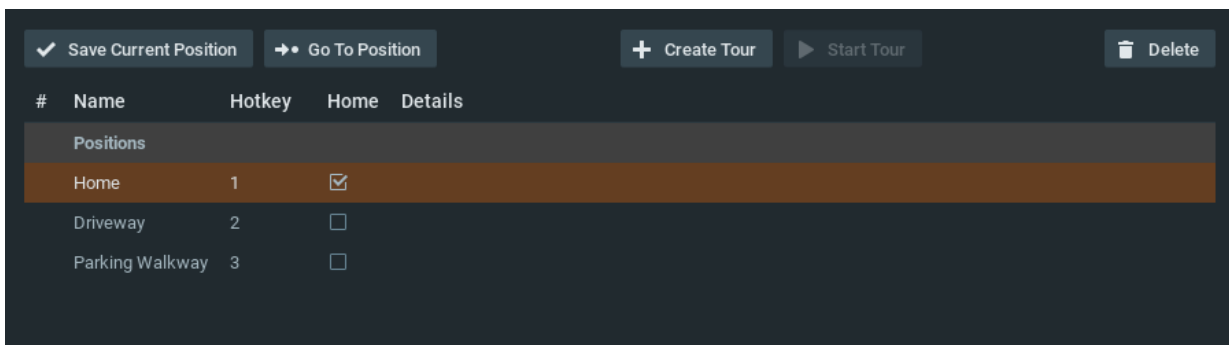 Save Current Position Go To Position Create Tour Start Tour Delete
# Name Hotkey Home Details
Positions
Home 1
Driveway 2
Parking Walkway 3